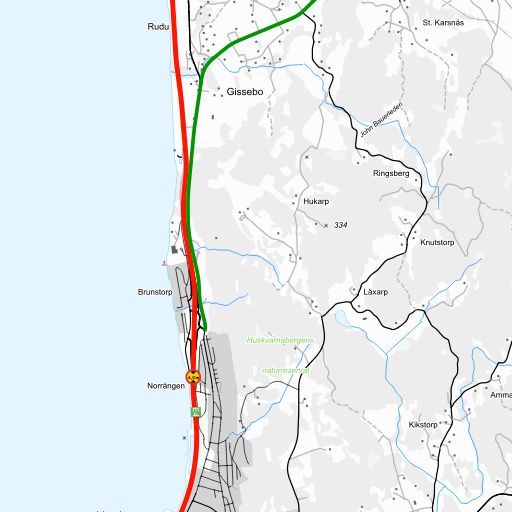 Rudu
St. Karsnäs
Gissebo
John Bauerleden
Ringsberg
Hukarp
334
Knutstorp
Brunstorp
Läxarp
Huskvarnabergens
naturreservat
Norrängen
Amma
Kikstorp